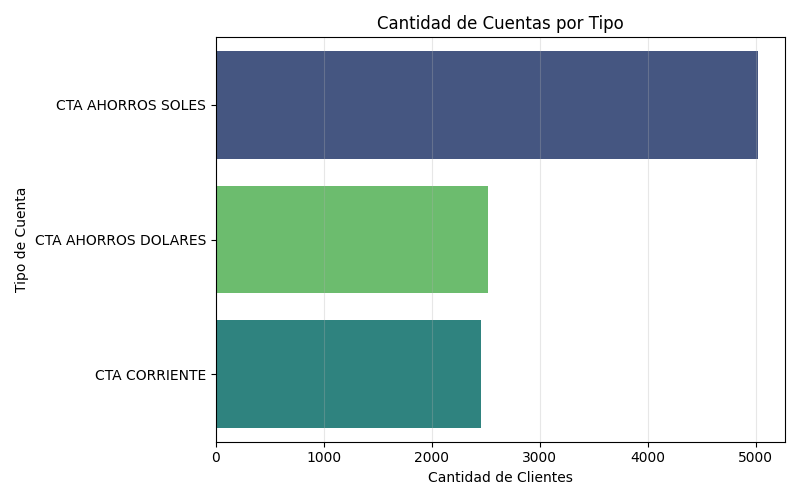 Cantidad de Cuentas por Tipo
Tipo de Cuenta
CTA AHORROS SOLES
CTA AHORROS DOLARES
CTA CORRIENTE
0 1000 2000 3000 4000 5000
Cantidad de Clientes